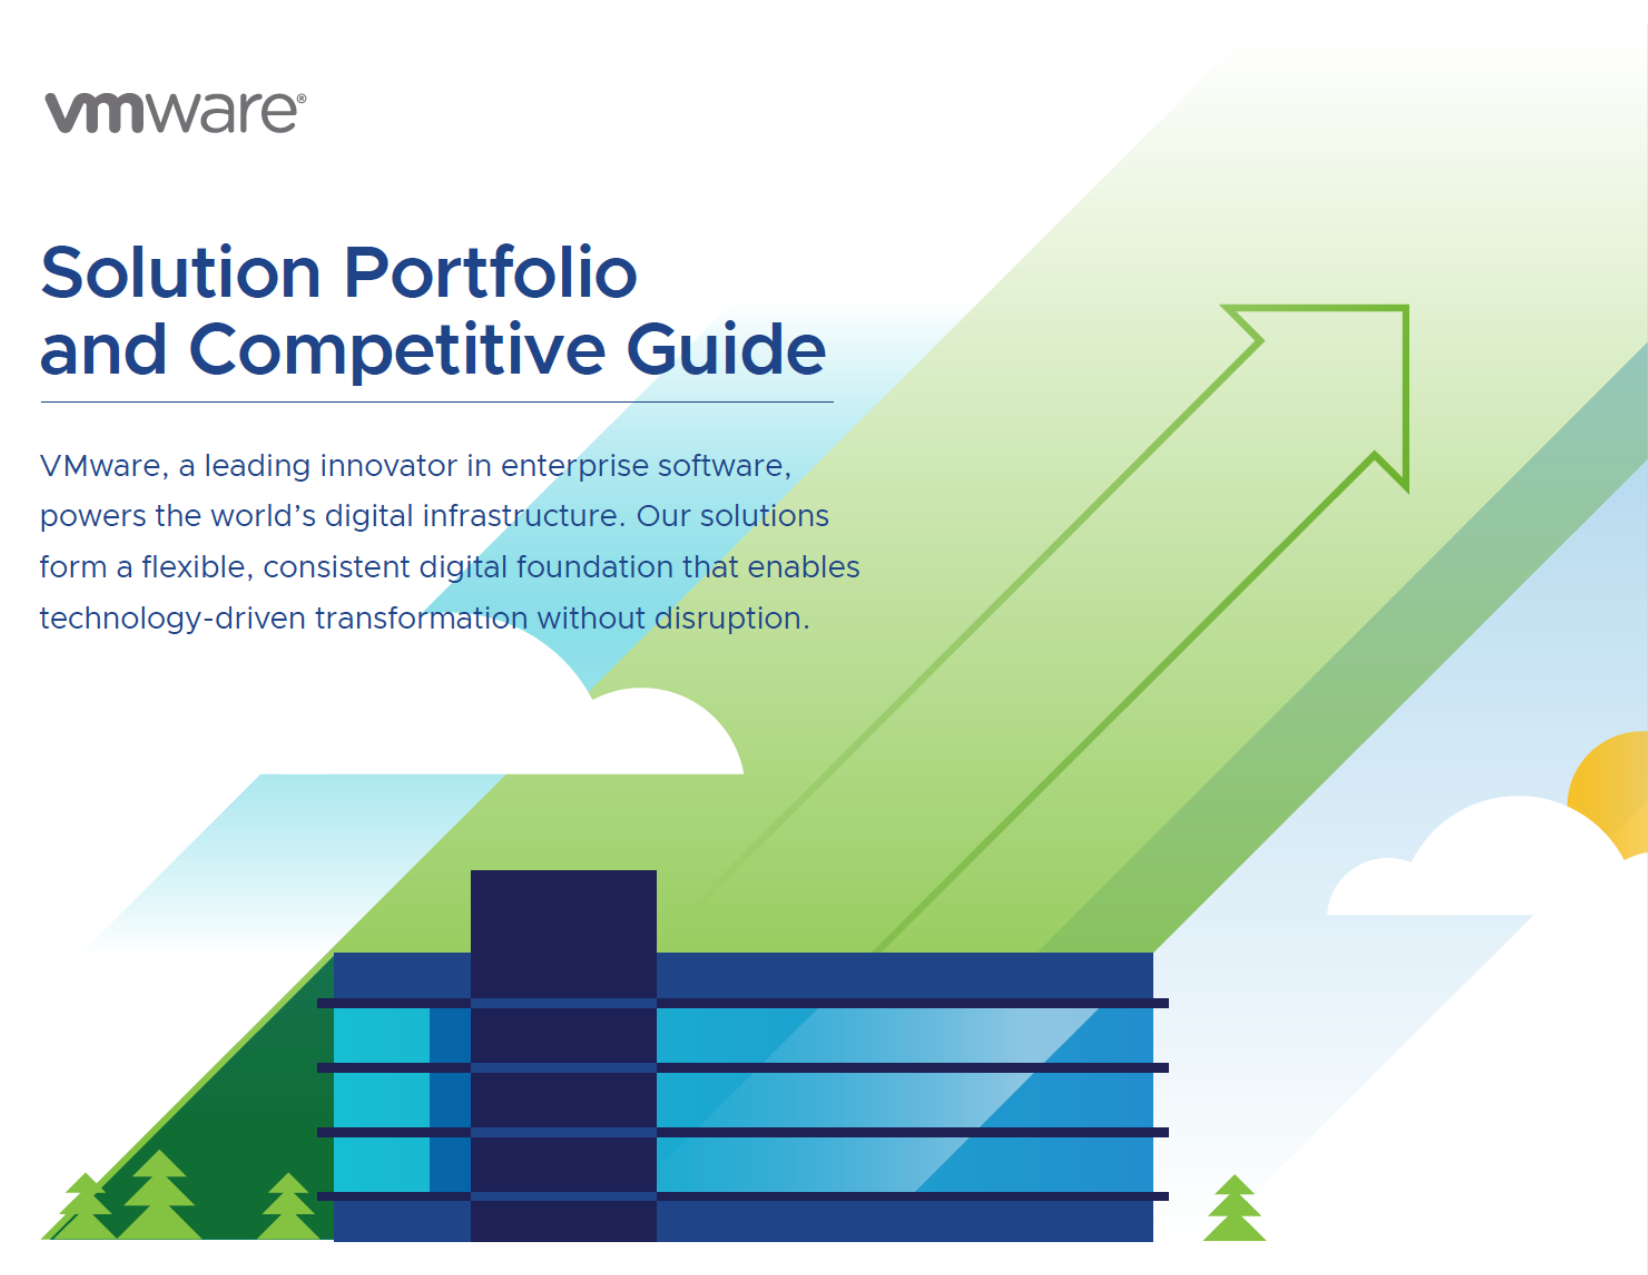 vmware®
Solution Portfolio
and Competitive Guide
VMware, a leading innovator in enterprise software,
powers the world’s digital infrastructure. Our solutions
form a flexible, consistent digital foundation that enables
technology-driven transformation without disruption.